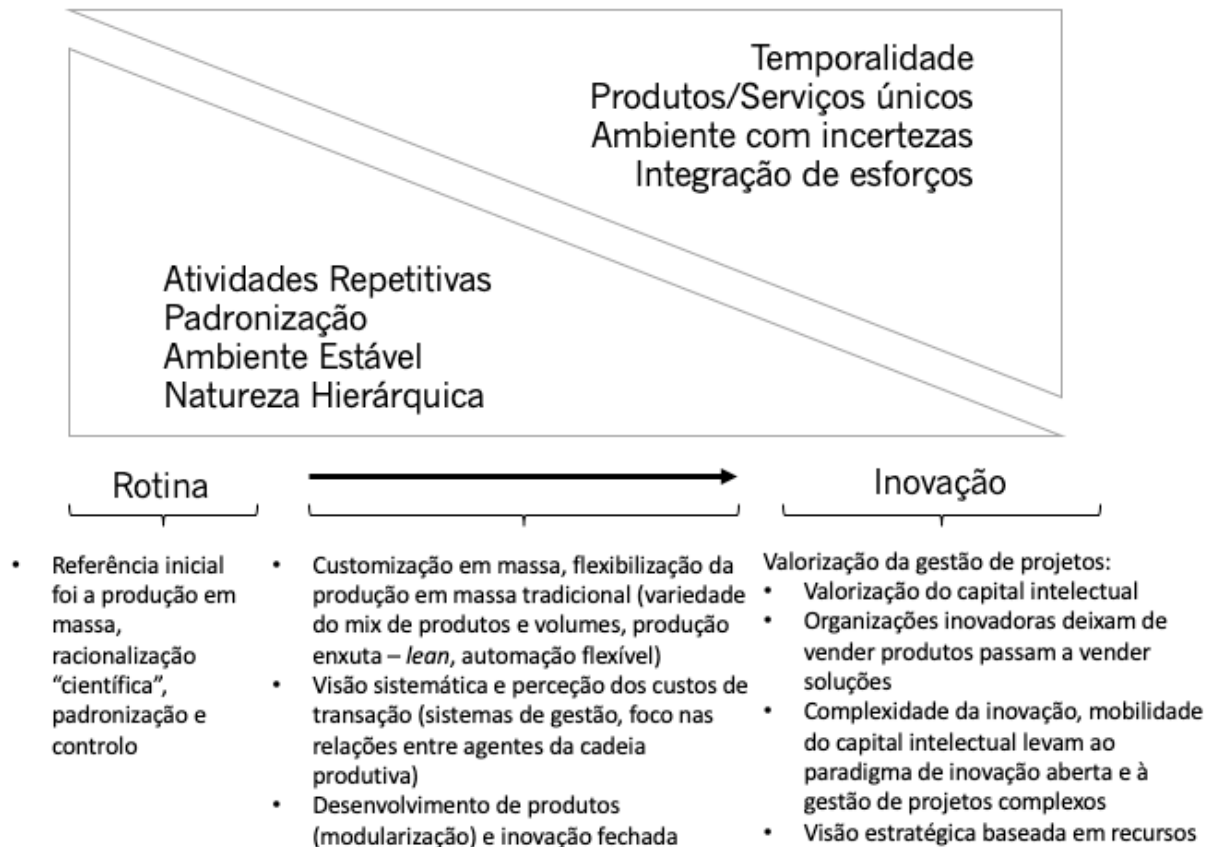 Temporalidade
Produtos/Serviços únicos
Ambiente com incertezas
Integração de esforços
Atividades Repetitivas
Padronização
Ambiente Estável
Natureza Hierárquica
Rotina
Inovação
• Referência inicial
foi a produção em
massa,
racionalização
“científica”,
padronização e
controlo
• Customização em massa, flexibilização da
produção em massa tradicional (variedade
do mix de produtos e volumes, produção
enxuta – lean, automação flexível)
• Visão sistemática e perceção dos custos de
transação (sistemas de gestão, foco nas
relações entre agentes da cadeia
produtiva)
• Desenvolvimento de produtos
(modularização) e inovação fechada
Valorização da gestão de projetos:
• Valorização do capital intelectual
• Organizações inovadoras deixam de
vender produtos passam a vender
soluções
• Complexidade da inovação, mobilidade
do capital intelectual levam ao
paradigma de inovação aberta e à
gestão de projetos complexos
• Visão estratégica baseada em recursos